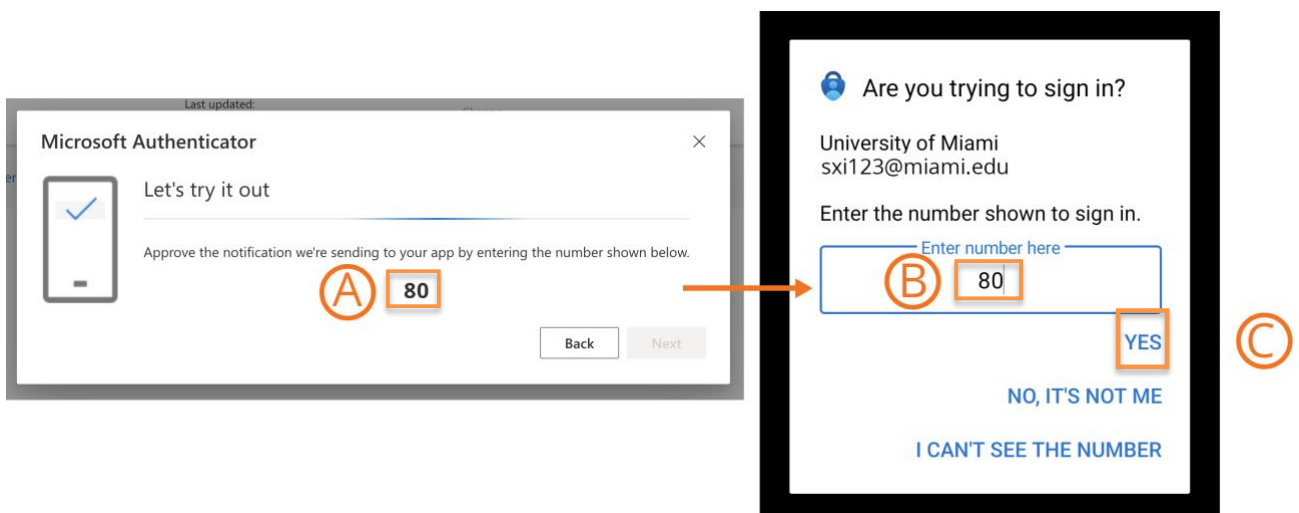 Last updated:
Microsoft Authenticator
Let's try it out
Approve the notification we're sending to your app by entering the number shown below.
A
80
Back
Next
Are you trying to sign in?
University of Miami
sxi123@miami.edu
Enter the number shown to sign in.
Enter number here
B
80
YES
C
NO, IT'S NOT ME
I CAN'T SEE THE NUMBER